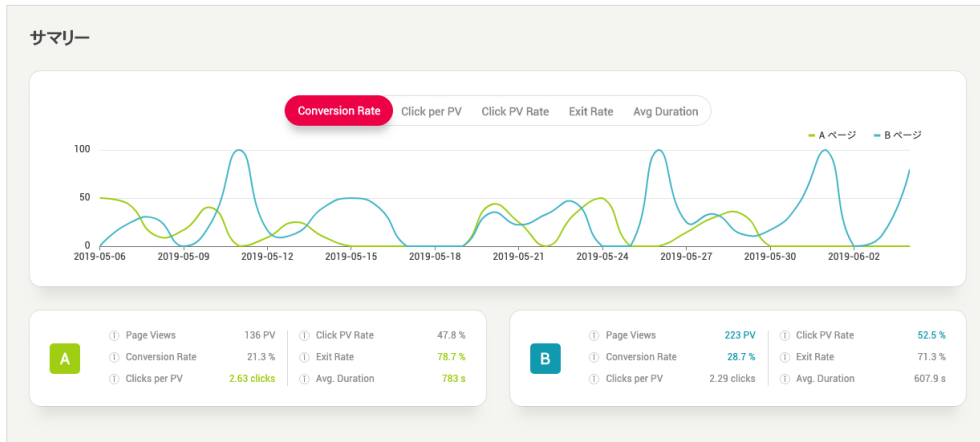 サマリー
Conversion Rate Click per PV Click PV Rate Exit Rate Avg Duration
A ページ B ページ
100
50
0
2019-05-06 2019-05-09 2019-05-12 2019-05-15 2019-05-18 2019-05-21 2019-05-24 2019-05-27 2019-05-30 2019-06-02
A
Page Views 136 PV
Conversion Rate 21.3 %
Clicks per PV 2.63 clicks
Click PV Rate 47.8 %
Exit Rate 78.7 %
Avg. Duration 783 s
B
Page Views 223 PV
Conversion Rate 28.7 %
Clicks per PV 2.29 clicks
Click PV Rate 52.5 %
Exit Rate 71.3 %
Avg. Duration 607.9 s